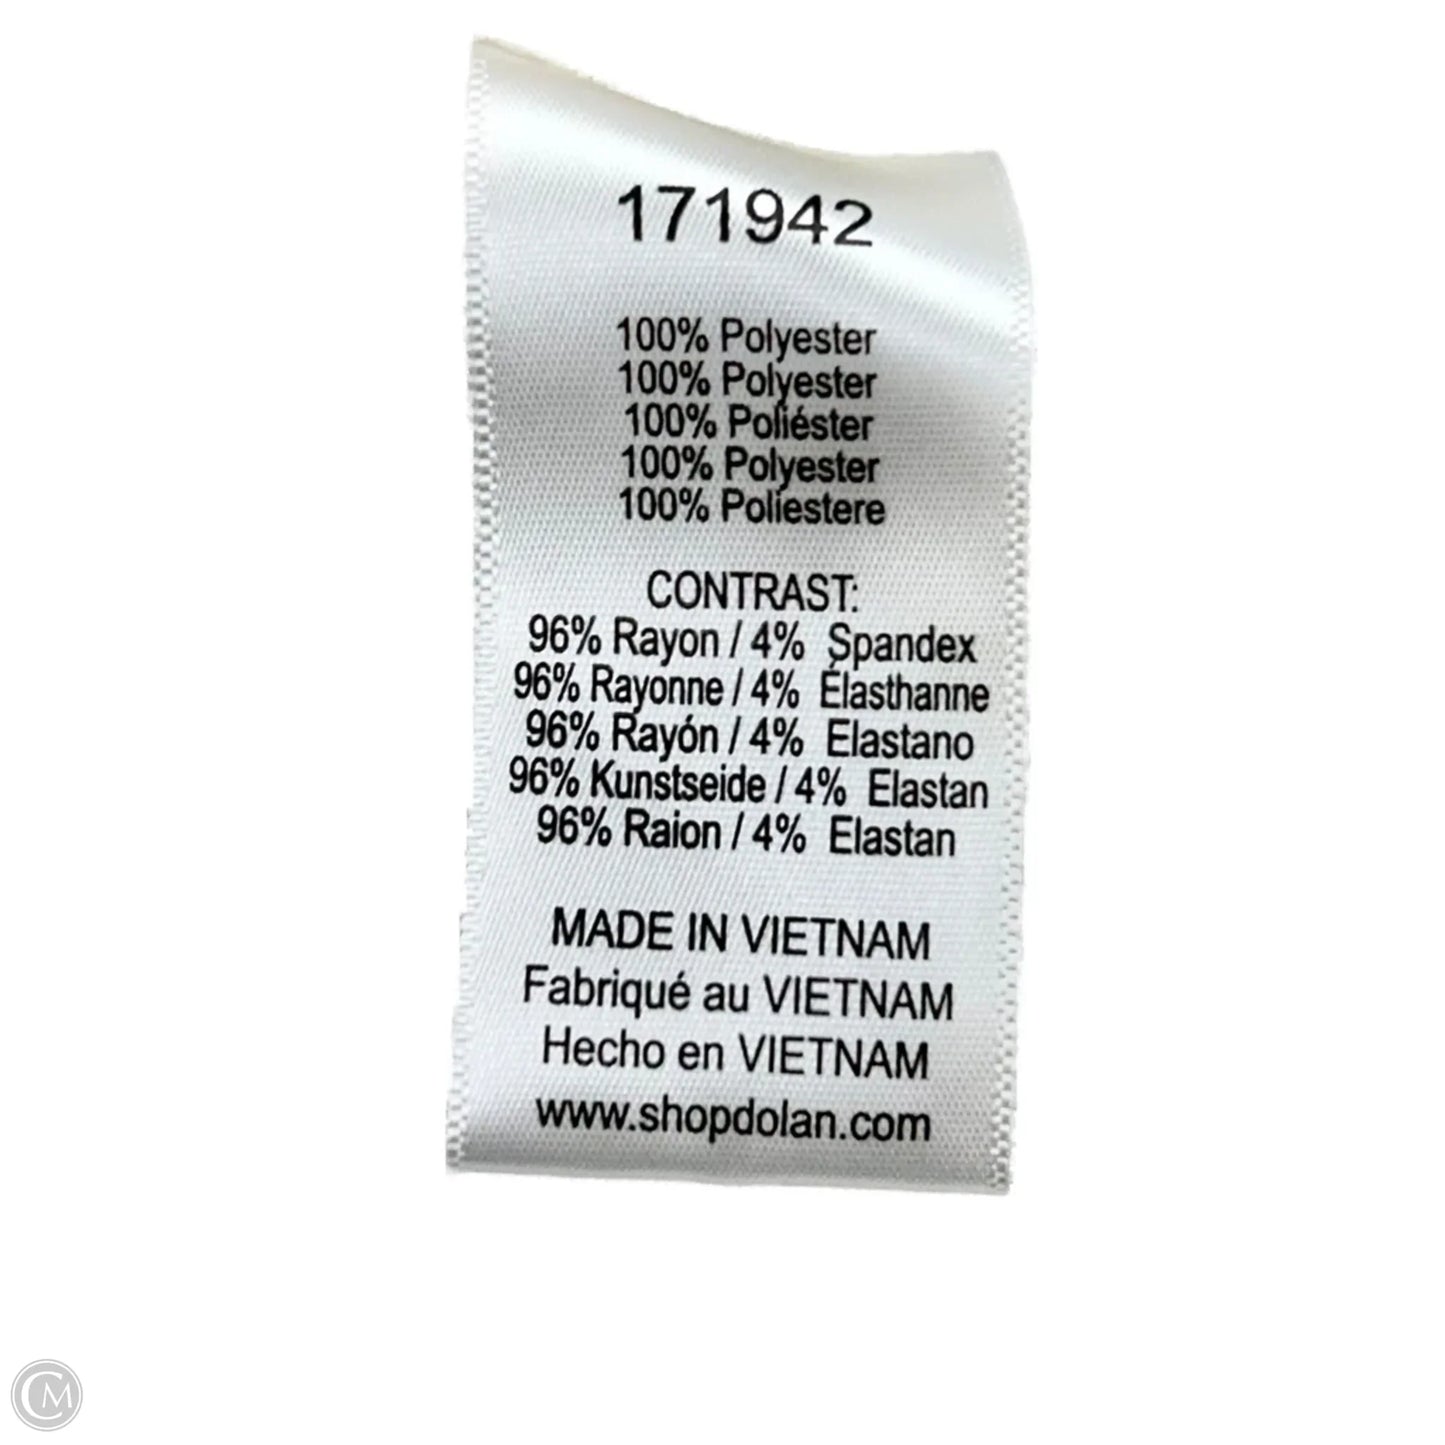 171942
100% Polyester
100% Polyester
100% Poliéster
100% Polyester
100% Poliestere
CONTRAST:
96% Rayon / 4% Spandex
96% Rayonne / 4% Élasthanne
96% Rayón / 4% Elastano
96% Kunstseide / 4% Elastan
96% Raion / 4% Elastan
MADE IN VIETNAM
Fabriqué au VIETNAM
Hecho en VIETNAM
www.shopdolan.com
CM